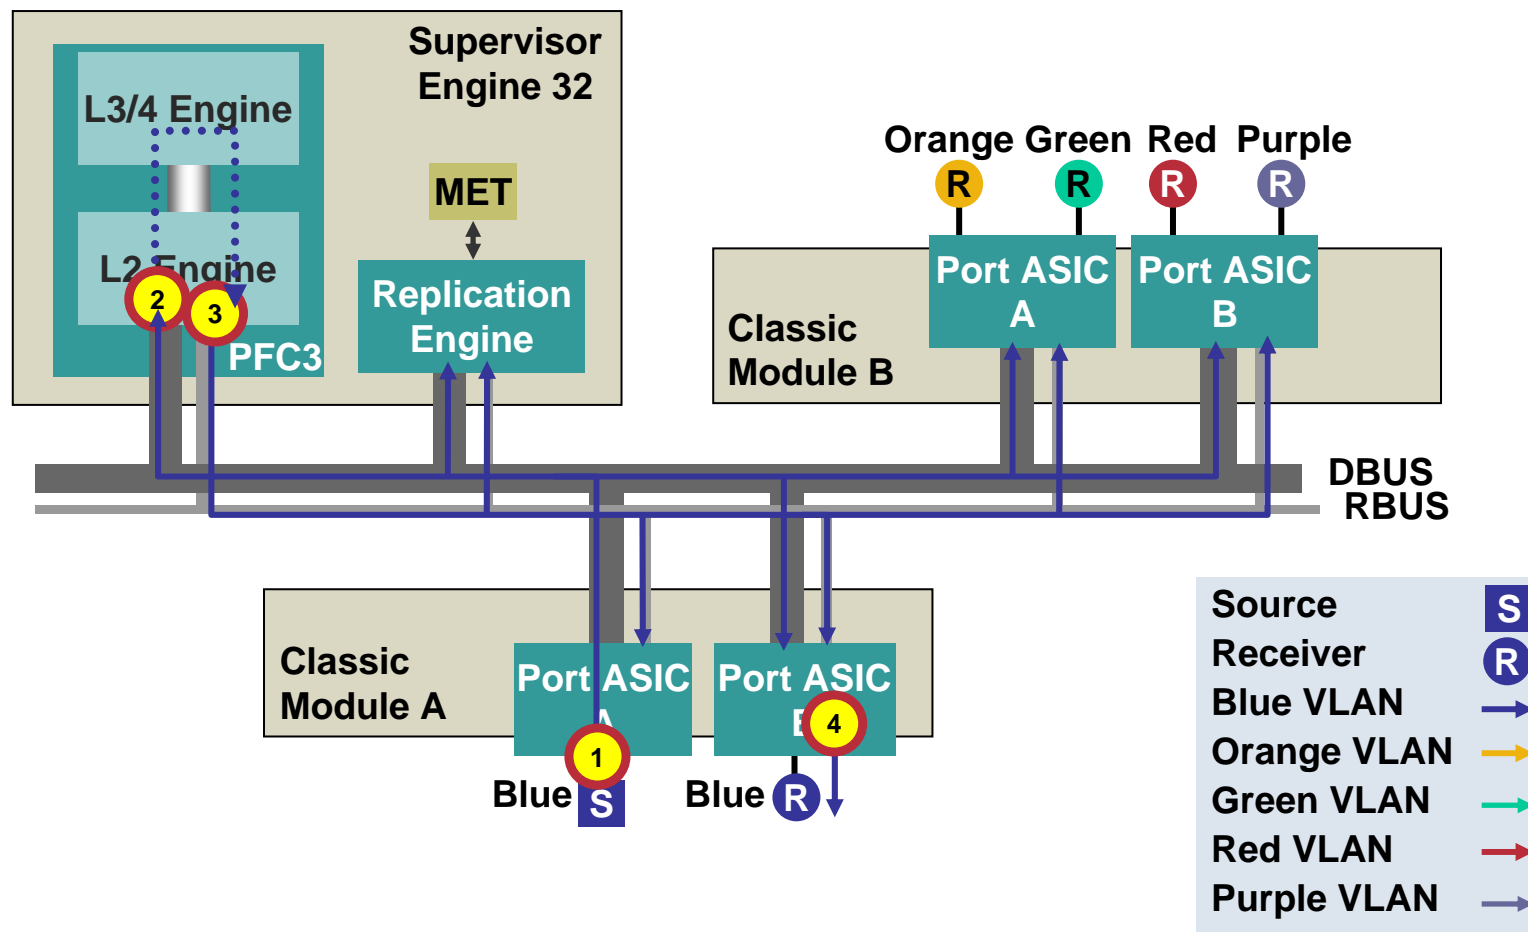 Supervisor
Engine 32
L3/4 Engine
MET
L2 Engine
2
3
PFC3
Replication
Engine
Orange Green Red Purple
R R R R
Port ASIC
A
Port ASIC
B
Classic
Module B
DBUS
RBUS
Classic
Module A
Port ASIC
A
Port ASIC
B
4
1
Blue S
Blue R
Source S
Receiver R
Blue VLAN
Orange VLAN
Green VLAN
Red VLAN
Purple VLAN